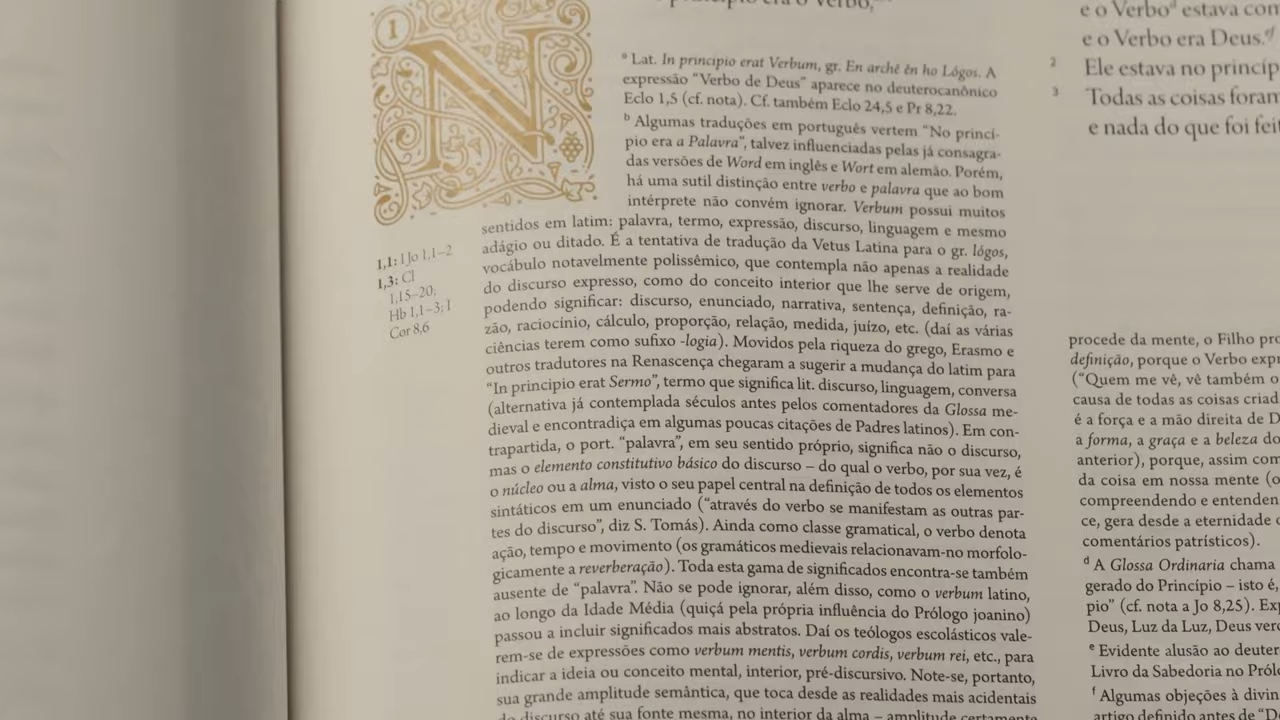 1
N
princípio era o Verbo,
ᵃ Lat. In principio erat Verbum, gr. En archê ên ho Lógos. A
expressão “Verbo de Deus” aparece no deuterocanônico
Eclo 1,5 (cf. nota). Cf. também Eclo 24,5 e Pr 8,22.
ᵇ Algumas traduções em português vertem “No princí-
pio era a Palavra”, talvez influenciadas pelas já consagra-
das versões de Word em inglês e Wort em alemão. Porém,
há uma sutil distinção entre verbo e palavra que ao bom
intérprete não convém ignorar. Verbum possui muitos
sentidos em latim: palavra, termo, expressão, discurso, linguagem e mesmo
adágio ou ditado. É a tentativa de tradução da Vetus Latina para o gr. lógos,
vocábulo notavelmente polissêmico, que contempla não apenas a realidade
do discurso expresso, como do conceito interior que lhe serve de origem,
podendo significar: discurso, enunciado, narrativa, sentença, definição, ra-
zão, raciocínio, cálculo, proporção, relação, medida, juízo, etc. (daí as várias
ciências terem como sufixo -logia). Movidos pela riqueza do grego, Erasmo e
outros tradutores na Renascença chegaram a sugerir a mudança do latim para
“In principio erat Sermo”, termo que significa lit. discurso, linguagem, conversa
(alternativa já contemplada séculos antes pelos comentadores da Glossa me-
dieval e encontradiça em algumas poucas citações de Padres latinos). Em con-
trapartida, o port. “palavra”, em seu sentido próprio, significa não o discurso,
mas o elemento constitutivo básico do discurso – do qual o verbo, por sua vez, é
o núcleo ou a alma, visto o seu papel central na definição de todos os elementos
sintáticos em um enunciado (“através do verbo se manifestam as outras par-
tes do discurso”, diz S. Tomás). Ainda como classe gramatical, o verbo denota
ação, tempo e movimento (os gramáticos medievais relacionavam-no morfolo-
gicamente a reverberação). Toda esta gama de significados encontra-se também
ausente de “palavra”. Não se pode ignorar, além disso, como o verbum latino,
ao longo da Idade Média (quiçá pela própria influência do Prólogo joanino)
passou a incluir significados mais abstratos. Daí os teólogos escolásticos vale-
rem-se de expressões como verbum mentis, verbum cordis, verbum rei, etc., para
indicar a ideia ou conceito mental, interior, pré-discursivo. Note-se, portanto,
sua grande amplitude semântica, que toca desde as realidades mais acidentais
do discurso até sua fonte mesma, no interior da alma – amplitude certamente
1,1: 1 Jo 1,1–2
1,3: Cl
1,15–20;
Hb 1,1–3; 1
Cor 8,6
e o Verboᵈ estava com
e o Verbo era Deus.ᵉᶠ
2 Ele estava no princíp
3 Todas as coisas foram
e nada do que foi feit
procede da mente, o Filho pro
definição, porque o Verbo expr
(“Quem me vê, vê também o
causa de todas as coisas criad
é a força e a mão direita de D
a forma, a graça e a beleza do
anterior), porque, assim com
da coisa em nossa mente (o
compreendendo e entenden
ce, gera desde a eternidade
comentários patrísticos).
ᵈ A Glossa Ordinaria chama
gerado do Princípio – isto é,
pio” (cf. nota a Jo 8,25). Ex
Deus, Luz da Luz, Deus verd
ᵉ Evidente alusão ao deuter
Livro da Sabedoria no Pról
ᶠ Algumas objeções à divin
artigo definido antes de “D